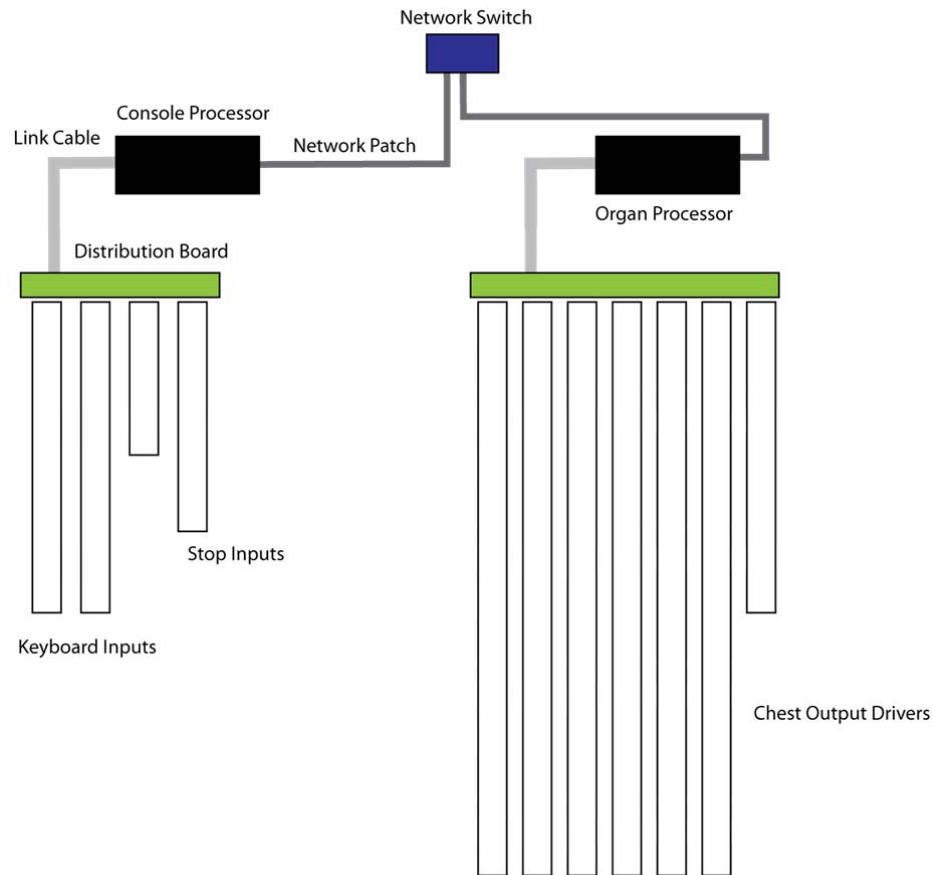 Network Switch
Console Processor
Link Cable
Network Patch
Organ Processor
Distribution Board
Stop Inputs
Keyboard Inputs
Chest Output Drivers